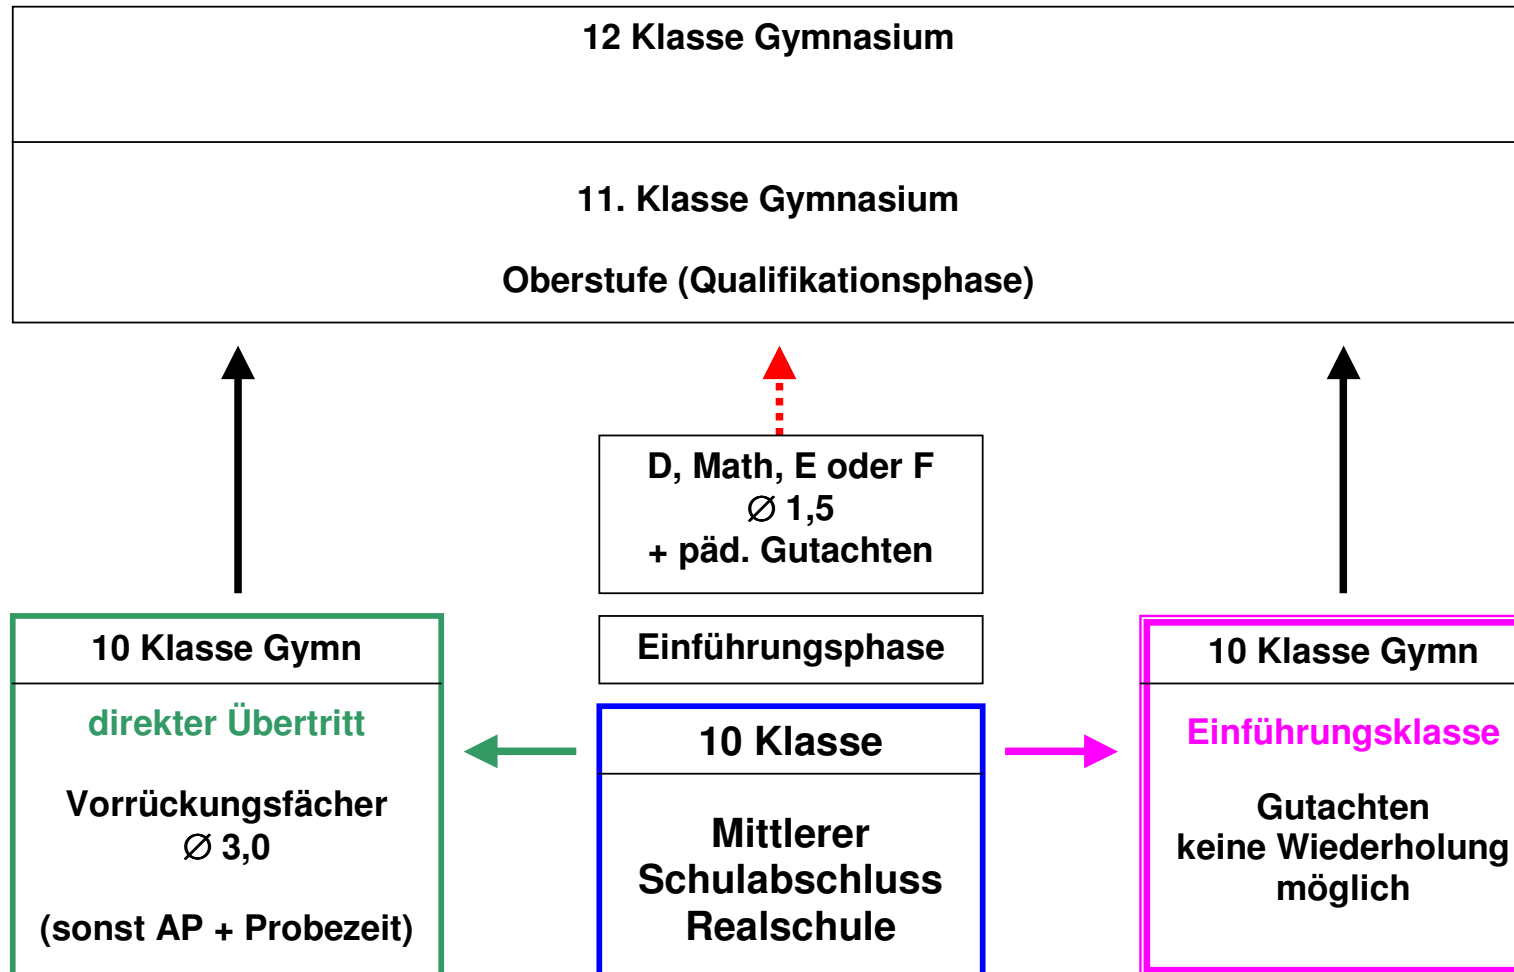 12 Klasse Gymnasium
11. Klasse Gymnasium
Oberstufe (Qualifikationsphase)
D, Math, E oder F
∅ 1,5
+ päd. Gutachten
10 Klasse Gymn
direkter Übertritt
Vorrückungsfächer
∅ 3,0
(sonst AP + Probezeit)
Einführungsphase
10 Klasse
Mittlerer
Schulabschluss
Realschule
10 Klasse Gymn
Einführungsklasse
Gutachten
keine Wiederholung
möglich